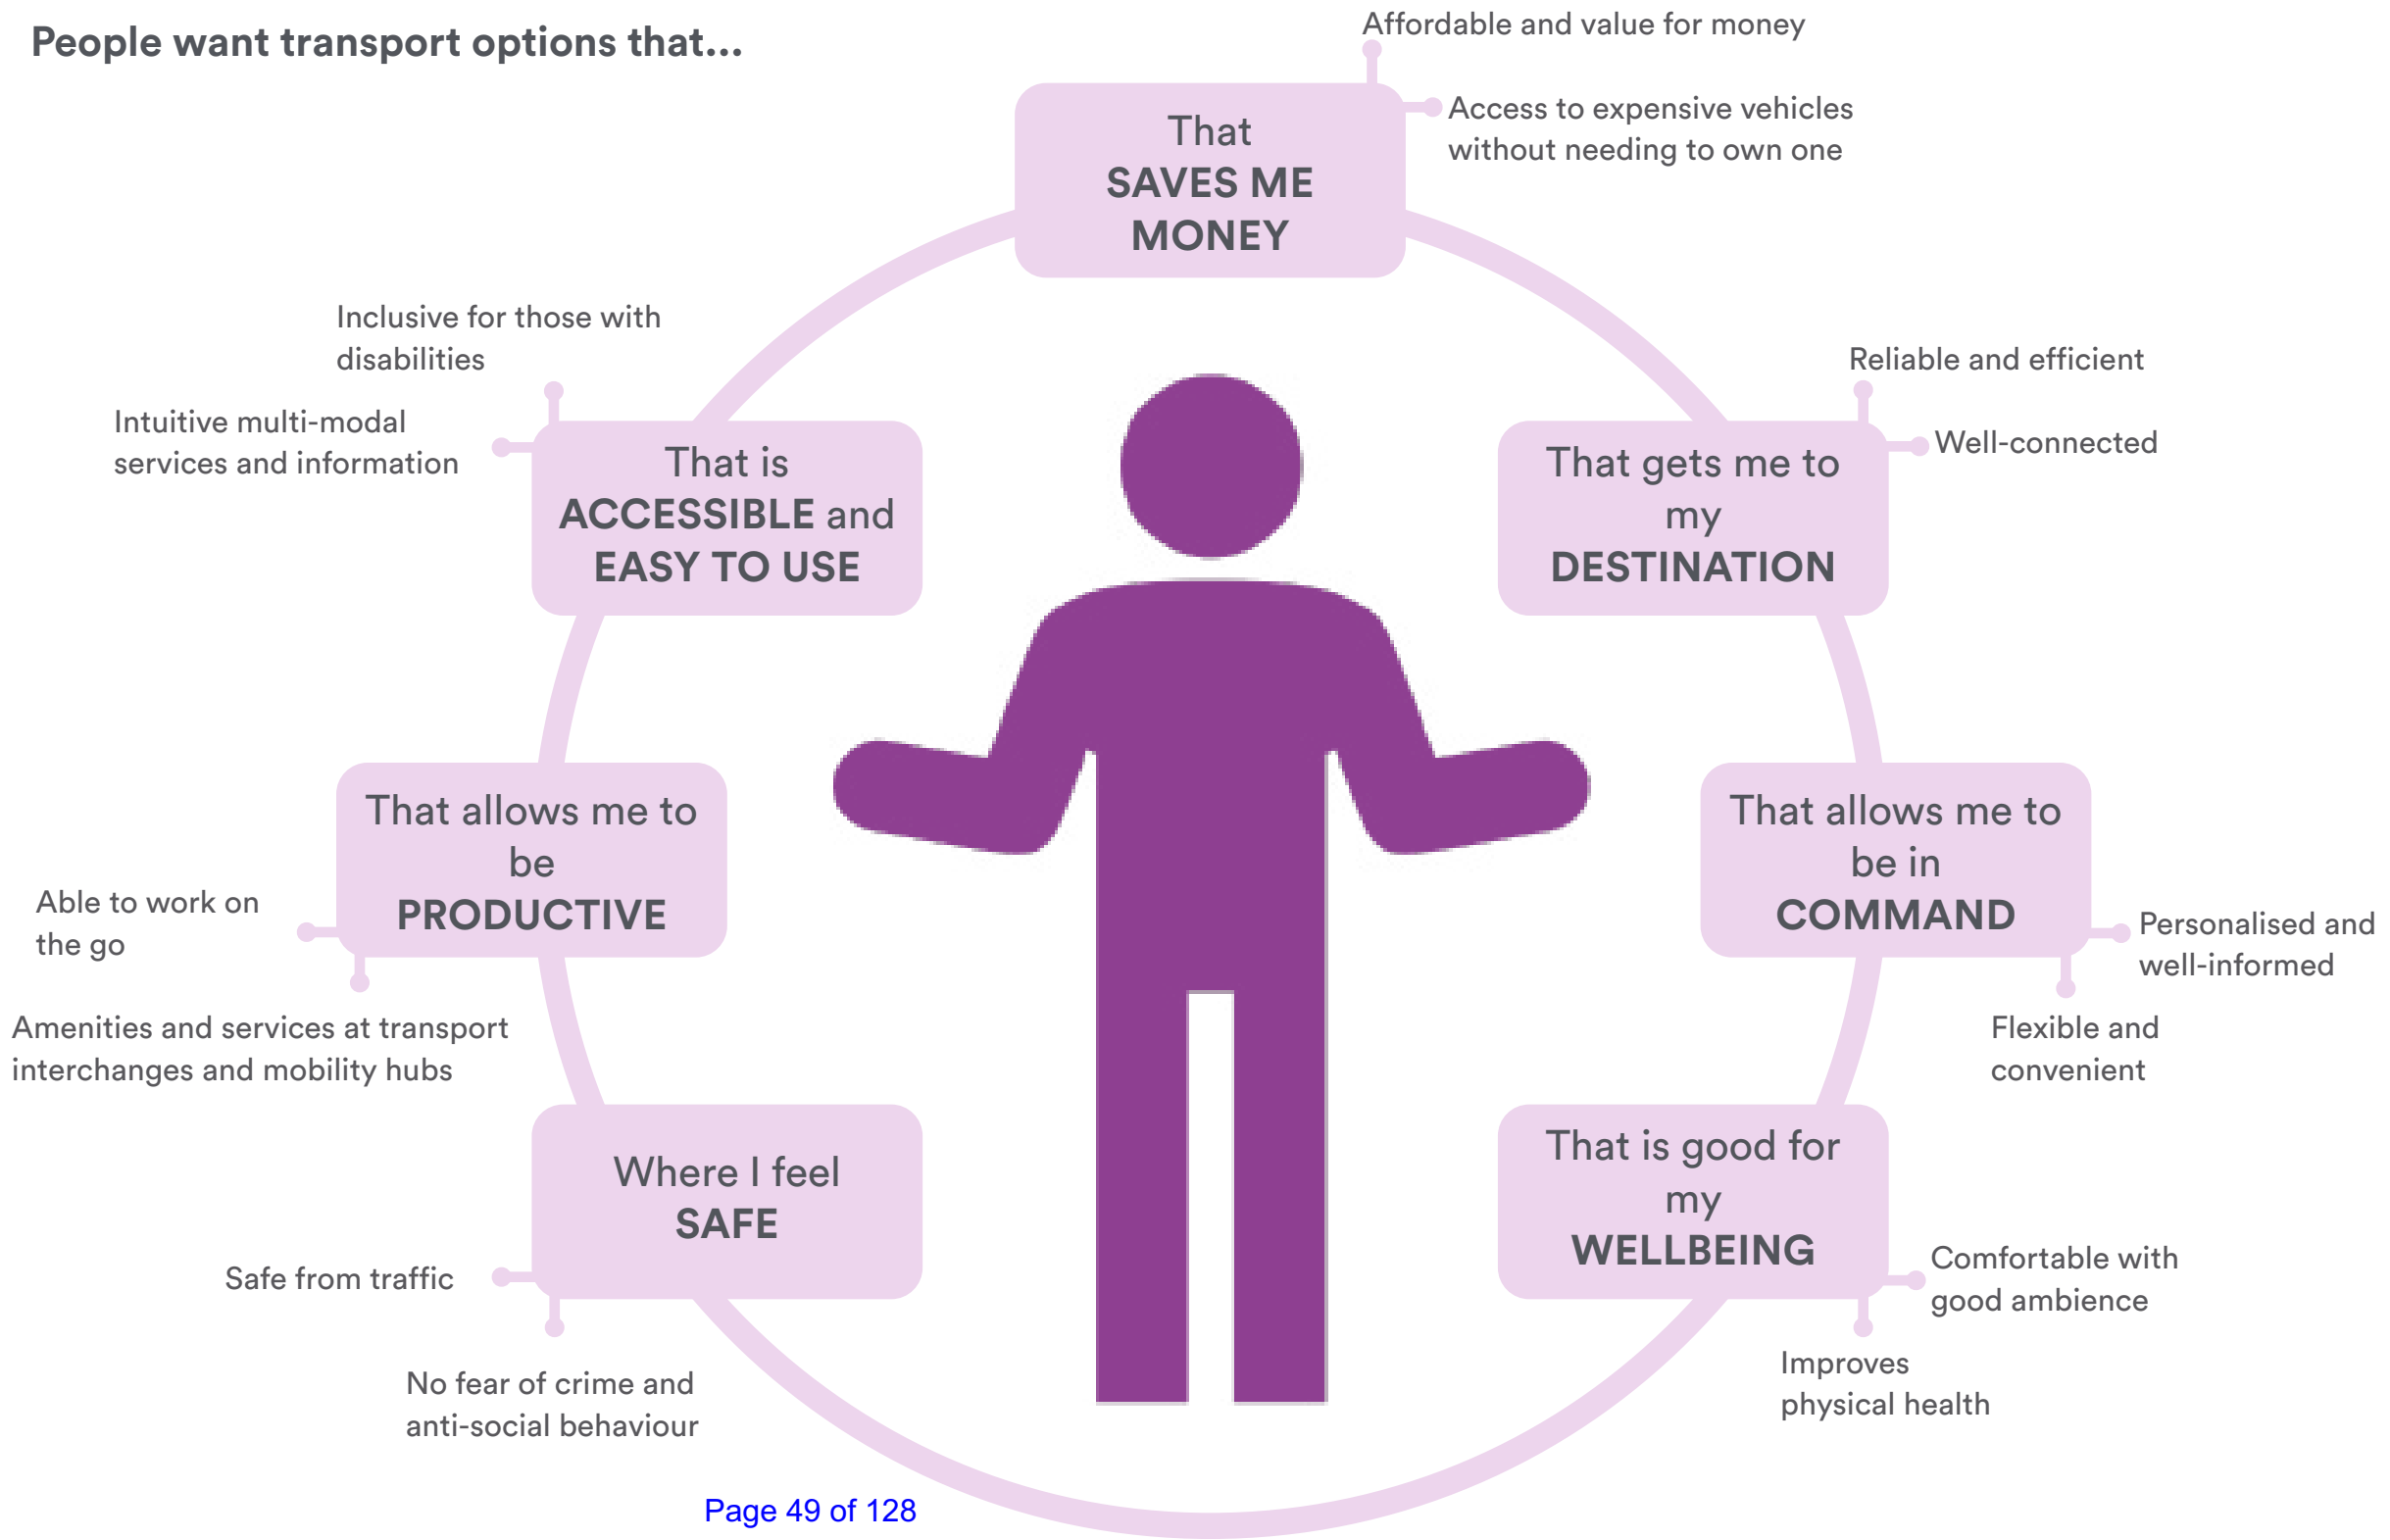 People want transport options that...
Affordable and value for money
Access to expensive vehicles
without needing to own one
That
SAVES ME
MONEY
Inclusive for those with
disabilities
Intuitive multi-modal
services and information
That is
ACCESSIBLE and
EASY TO USE
Reliable and efficient
Well-connected
That gets me to
my
DESTINATION
That allows me to
be
PRODUCTIVE
Able to work on
the go
Amenities and services at transport
interchanges and mobility hubs
That allows me to
be in
COMMAND
Personalised and
well-informed
Flexible and
convenient
Where I feel
SAFE
Safe from traffic
No fear of crime and
anti-social behaviour
That is good for
my
WELLBEING
Comfortable with
good ambience
Improves
physical health
Page 49 of 128